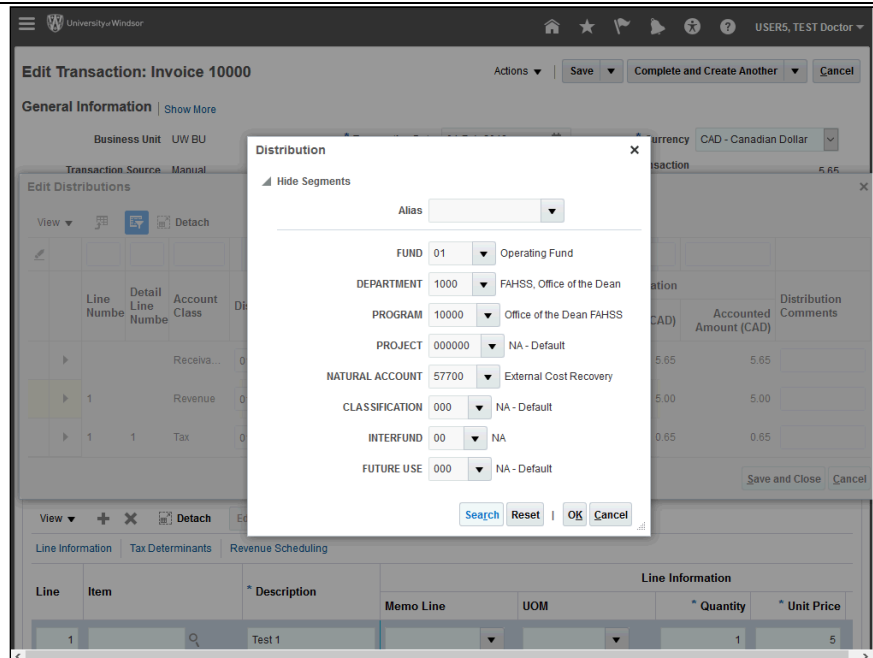 University of Windsor
USER5, TEST Doctor
Edit Transaction: Invoice 10000
Actions
Save
Complete and Create Another
Cancel
General Information | Show More
Business Unit UW BU
Currency CAD - Canadian Dollar
Transaction Source Manual
5.65
Edit Distributions
View
Detach
Line Numbe
Detail Line Numbe
Account Class
Accounted Amount (CAD)
Distribution Comments
Receiva... 5.65 5.65
1 Revenue 5.00 5.00
1 1 Tax 0.65 0.65
Save and Close Cancel
Distribution
Hide Segments
Alias
FUND 01 Operating Fund
DEPARTMENT 1000 FAHSS, Office of the Dean
PROGRAM 10000 Office of the Dean FAHSS
PROJECT 000000 NA - Default
NATURAL ACCOUNT 57700 External Cost Recovery
CLASSIFICATION 000 NA - Default
INTERFUND 00 NA
FUTURE USE 000 NA - Default
Search Reset | OK Cancel
View
Detach
Line Information Tax Determinants Revenue Scheduling
Line Information
Line Item * Description Memo Line UOM * Quantity * Unit Price
1 Test 1 1 5